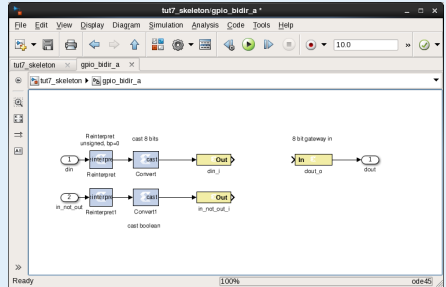 tut7_skeleton/gpio_bidir_a *
File Edit View Display Diagram Simulation Analysis Code Tools Help
10.0
tut7_skeleton
gpio_bidir_a
tut7_skeleton
gpio_bidir_a
Reinterpret
unsigned, bp=0
cast 8 bits
8 bit gateway in
1
cast
Out
In
1
din
Reinterpret
Convert
din_i
dout_o
dout
2
cast
Out
in_not_out
Reinterpret1
Convert1
in_not_out_i
cast boolean
Ready
100%
ode45